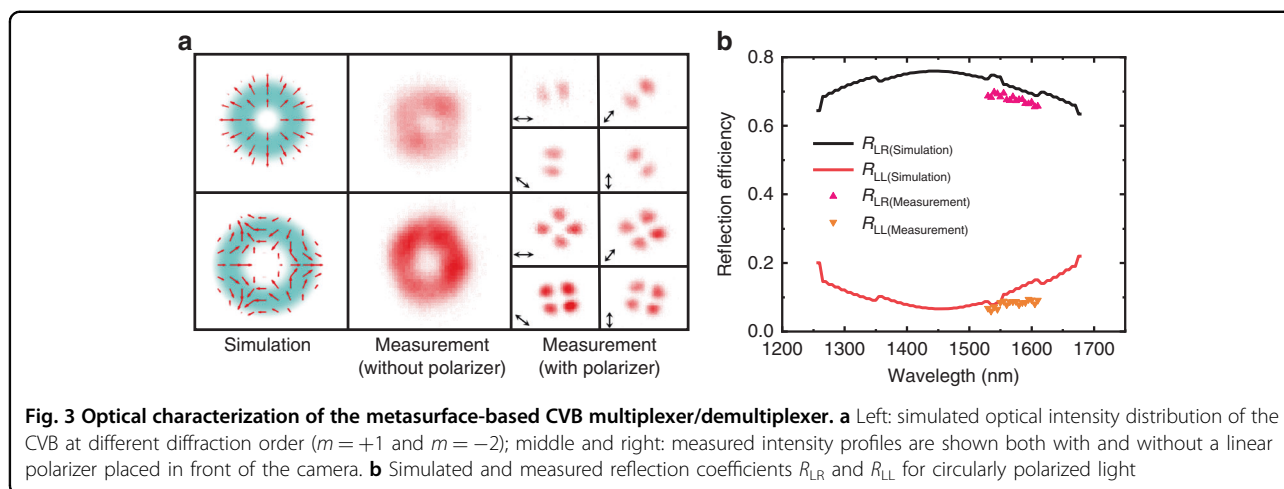 a
Simulation
Measurement
(without polarizer)
Measurement
(with polarizer)
b
0.8
0.6
0.4
0.2
0.0
Reflection efficiency
R_LR(Simulation)
R_LL(Simulation)
R_LR(Measurement)
R_LL(Measurement)
1200 1300 1400 1500 1600 1700
Wavelegth (nm)
Fig. 3 Optical characterization of the metasurface-based CVB multiplexer/demultiplexer. a Left: simulated optical intensity distribution of the
CVB at different diffraction order (m = +1 and m = −2); middle and right: measured intensity profiles are shown both with and without a linear
polarizer placed in front of the camera. b Simulated and measured reflection coefficients R_LR and R_LL for circularly polarized light